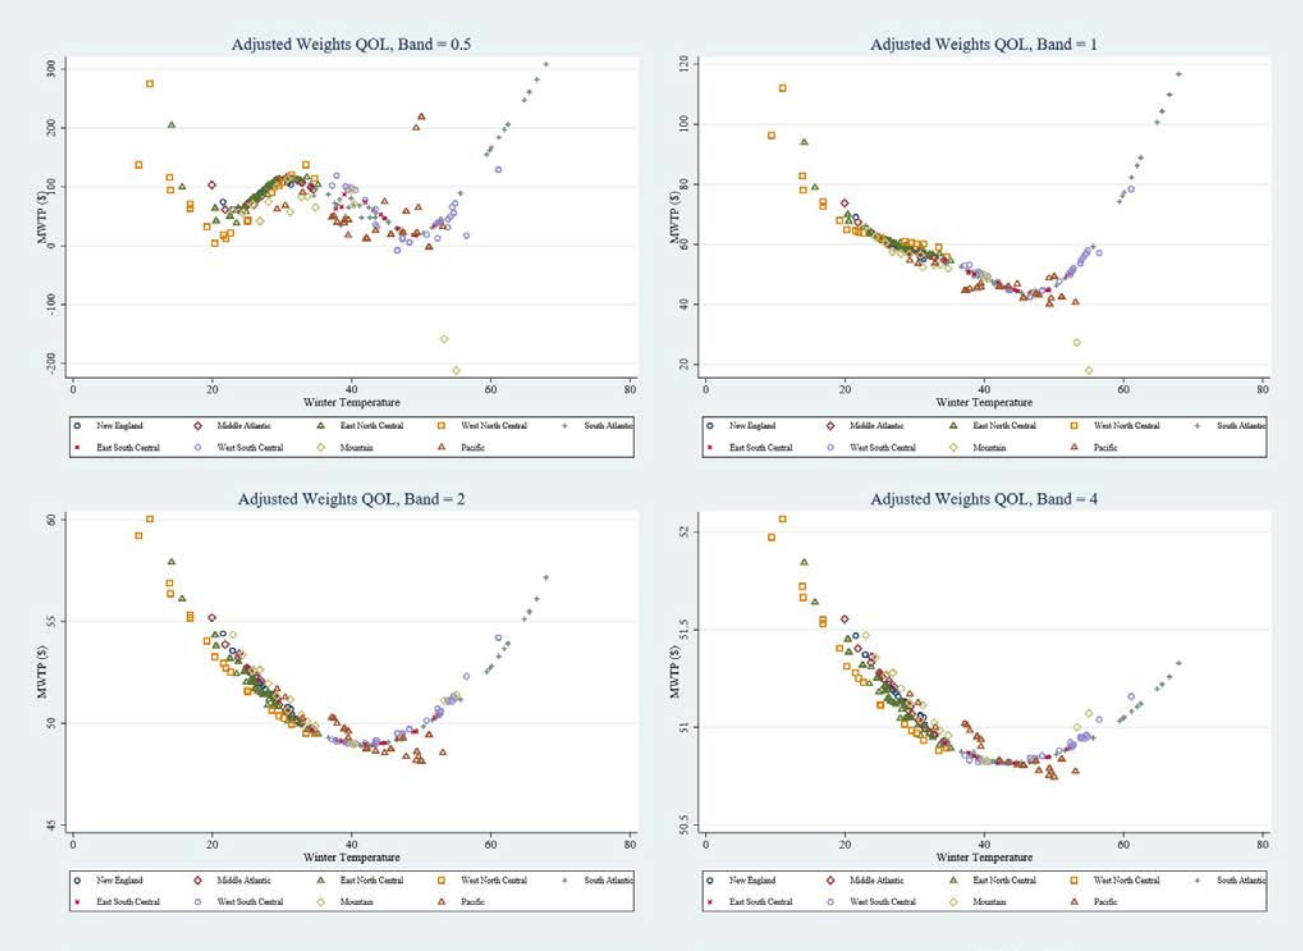 Adjusted Weights QOL, Band = 0.5
MWTP ($)
300
200
100
0
-100
-200
0 20 40 60 80
Winter Temperature
New England Middle Atlantic East North Central West North Central South Atlantic
East South Central West South Central Mountain Pacific
Adjusted Weights QOL, Band = 1
MWTP ($)
120
100
80
60
40
20
0 20 40 60 80
Winter Temperature
New England Middle Atlantic East North Central West North Central South Atlantic
East South Central West South Central Mountain Pacific
Adjusted Weights QOL, Band = 2
MWTP ($)
60
55
50
45
0 20 40 60 80
Winter Temperature
New England Middle Atlantic East North Central West North Central South Atlantic
East South Central West South Central Mountain Pacific
Adjusted Weights QOL, Band = 4
MWTP ($)
52
51.5
51
50.5
0 20 40 60 80
Winter Temperature
New England Middle Atlantic East North Central West North Central South Atlantic
East South Central West South Central Mountain Pacific